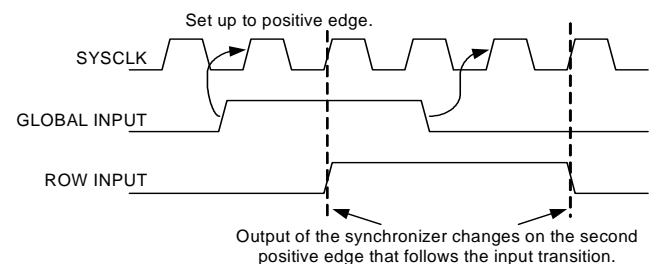 Set up to positive edge.
SYSCLK
GLOBAL INPUT
ROW INPUT
Output of the synchronizer changes on the second
positive edge that follows the input transition.